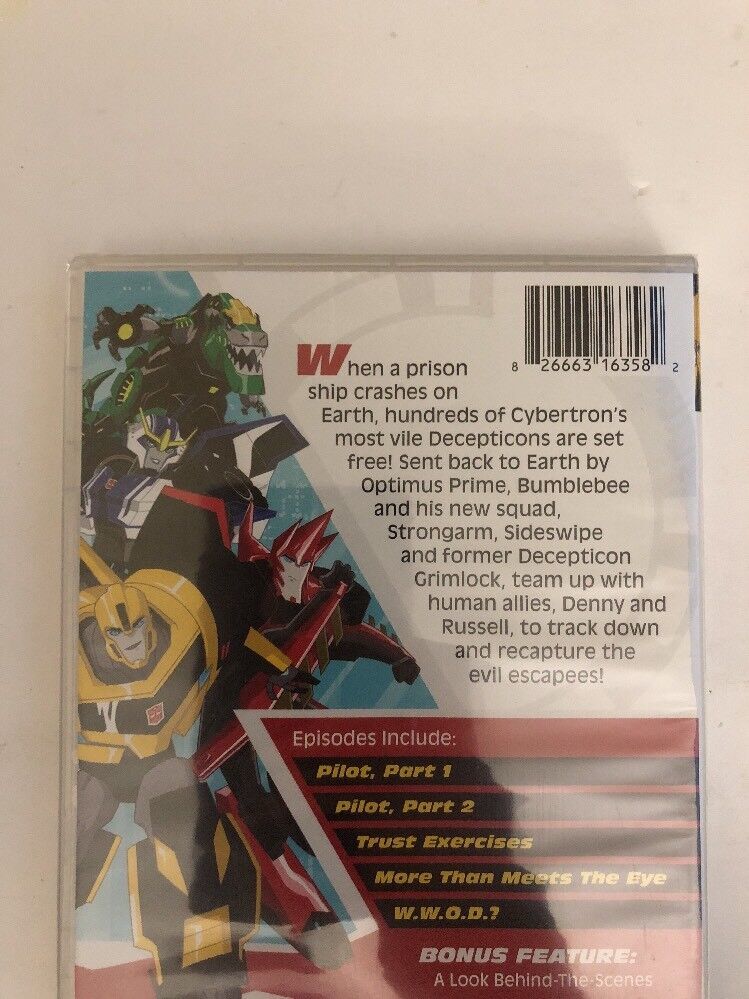 8 26663 16358 2
When a prison
ship crashes on
Earth, hundreds of Cybertron's
most vile Decepticons are set
free! Sent back to Earth by
Optimus Prime, Bumblebee
and his new squad,
Strongarm, Sideswipe
and former Decepticon
Grimlock, team up with
human allies, Denny and
Russell, to track down
and recapture the
evil escapees!
Episodes Include:
Pilot, Part 1
Pilot, Part 2
Trust Exercises
More Than Meets The Eye
W.W.O.D.?
BONUS FEATURE:
A Look Behind-The-Scenes